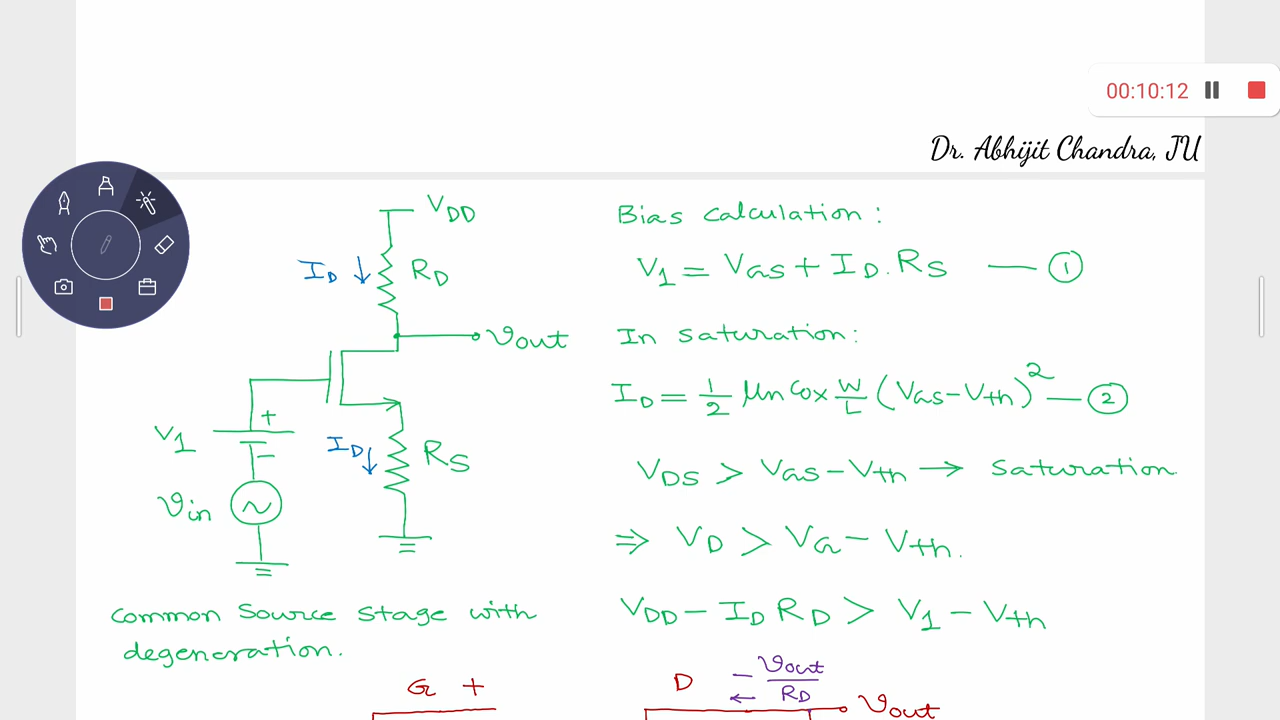 00:10:12
Dr. Abhijit Chandra, JU
VDD
ID ↓ RD
Vout
V1
+
−
ID ↓ RS
Vin
~
Common Source Stage with
degeneration.
Bias calculation:
V1 = VGS + ID. RS — ①
In saturation:
ID = 1/2 μn Cox W/L (VGS − Vth)² — ②
VDS > VGS − Vth → Saturation
⇒ VD > VG − Vth.
VDD − ID RD > V1 − Vth
G +
D
− Vout/RD
←
Vout